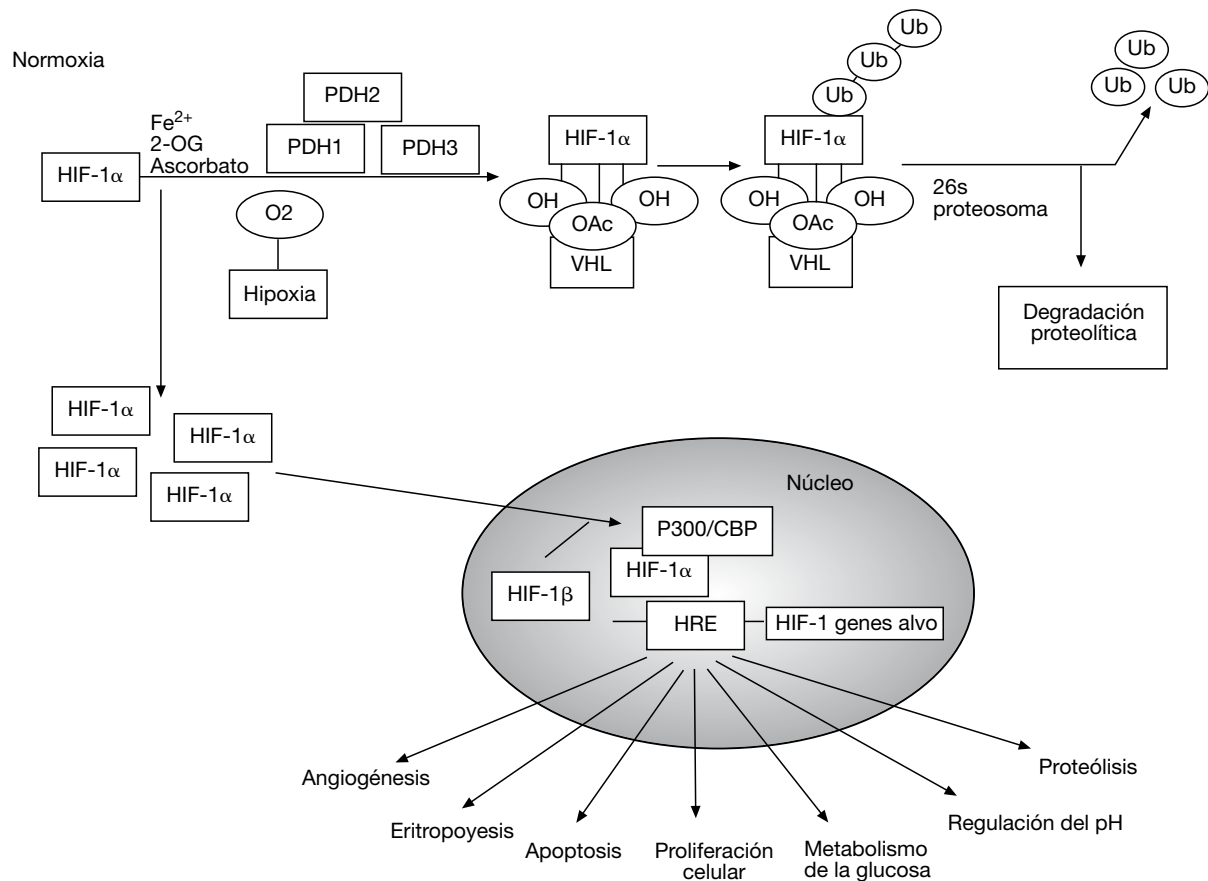 Normoxia
Fe2+
2-OG
Ascorbato
HIF-1α
PDH2
PDH1
PDH3
O2
Hipoxia
HIF-1α
OH
OH
OAc
VHL
Ub
Ub
Ub
HIF-1α
OH
OH
OAc
VHL
26s
proteosoma
Ub
Ub
Ub
Degradación
proteolítica
HIF-1α
HIF-1α
HIF-1α
HIF-1α
Núcleo
P300/CBP
HIF-1α
HIF-1β
HRE
HIF-1 genes alvo
Angiogénesis
Eritropoyesis
Apoptosis
Proliferación
celular
Metabolismo
de la glucosa
Regulación del pH
Proteólisis